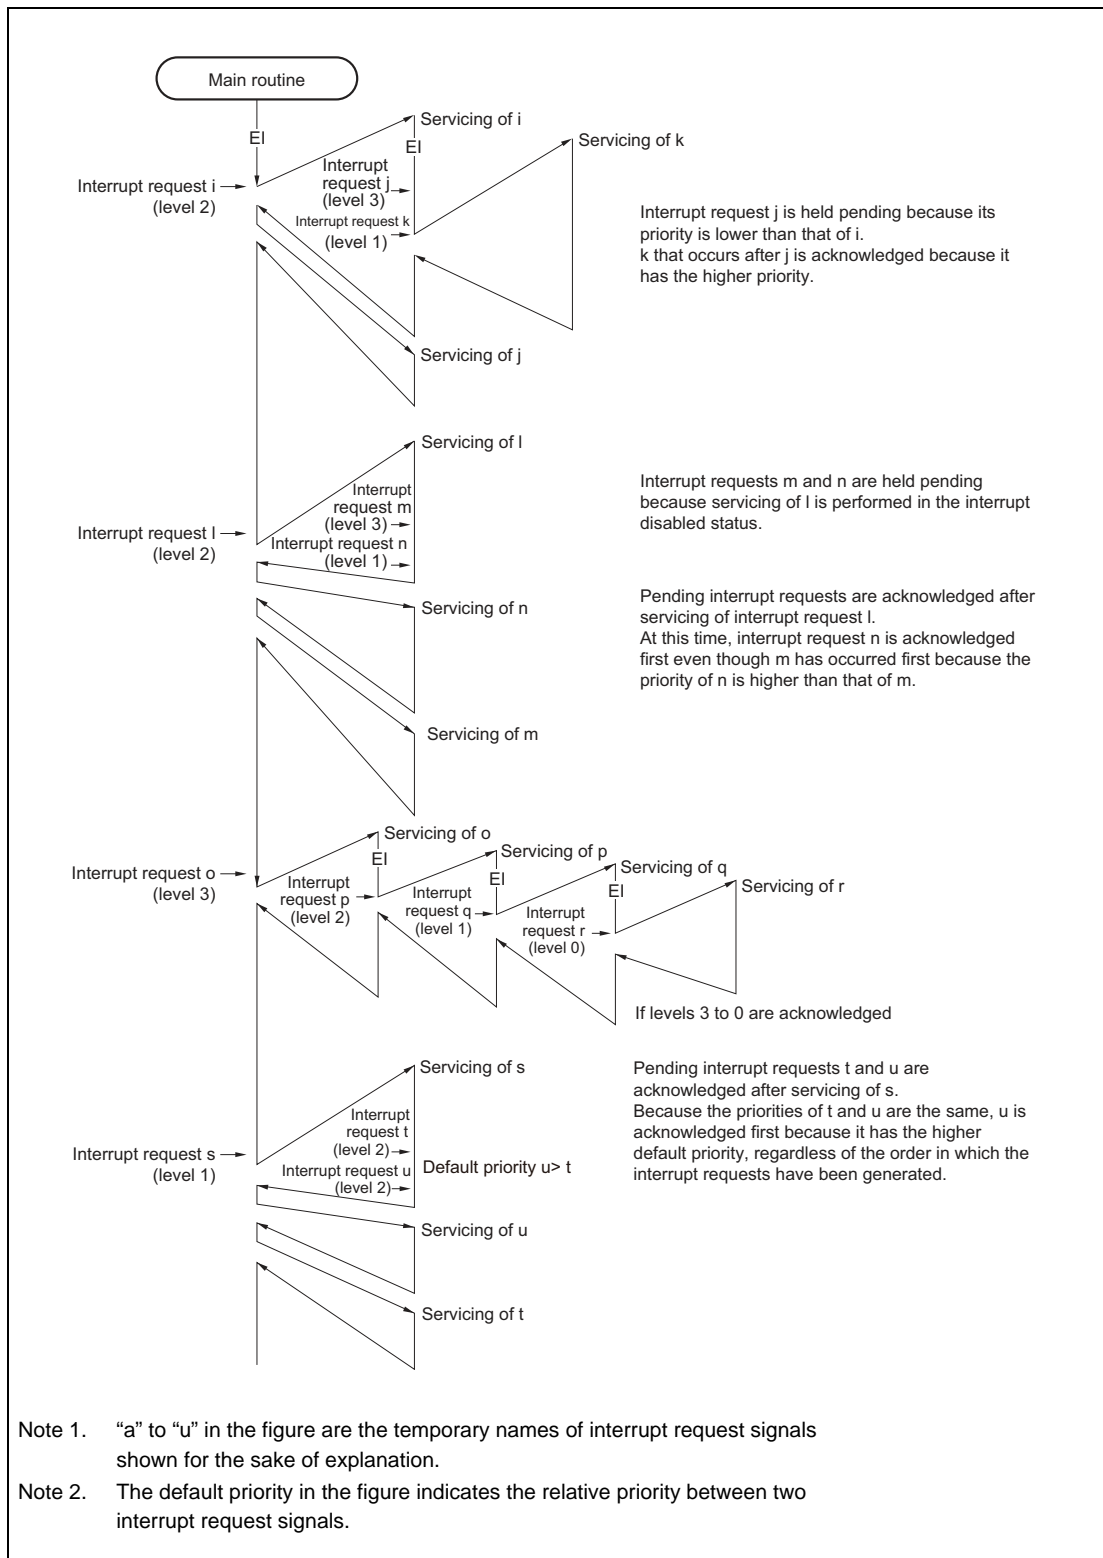 Main routine
EI
Servicing of i
EI
Servicing of k
Interrupt request i
(level 2)
Interrupt
request j
(level 3)
Interrupt request k
(level 1)
Interrupt request j is held pending because its
priority is lower than that of i.
k that occurs after j is acknowledged because it
has the higher priority.
Servicing of j
Servicing of l
Interrupt request l
(level 2)
Interrupt
request m
(level 3)
Interrupt request n
(level 1)
Interrupt requests m and n are held pending
because servicing of l is performed in the interrupt
disabled status.
Servicing of n
Pending interrupt requests are acknowledged after
servicing of interrupt request l.
At this time, interrupt request n is acknowledged
first even though m has occurred first because the
priority of n is higher than that of m.
Servicing of m
Servicing of o
EI
Servicing of p
EI
Servicing of q
EI
Servicing of r
Interrupt request o
(level 3)
Interrupt
request p
(level 2)
Interrupt
request q
(level 1)
Interrupt
request r
(level 0)
If levels 3 to 0 are acknowledged
Servicing of s
Interrupt request s
(level 1)
Interrupt
request t
(level 2)
Interrupt request u
(level 2)
Default priority u> t
Pending interrupt requests t and u are
acknowledged after servicing of s.
Because the priorities of t and u are the same, u is
acknowledged first because it has the higher
default priority, regardless of the order in which the
interrupt requests have been generated.
Servicing of u
Servicing of t
Note 1. “a” to “u” in the figure are the temporary names of interrupt request signals
shown for the sake of explanation.
Note 2. The default priority in the figure indicates the relative priority between two
interrupt request signals.